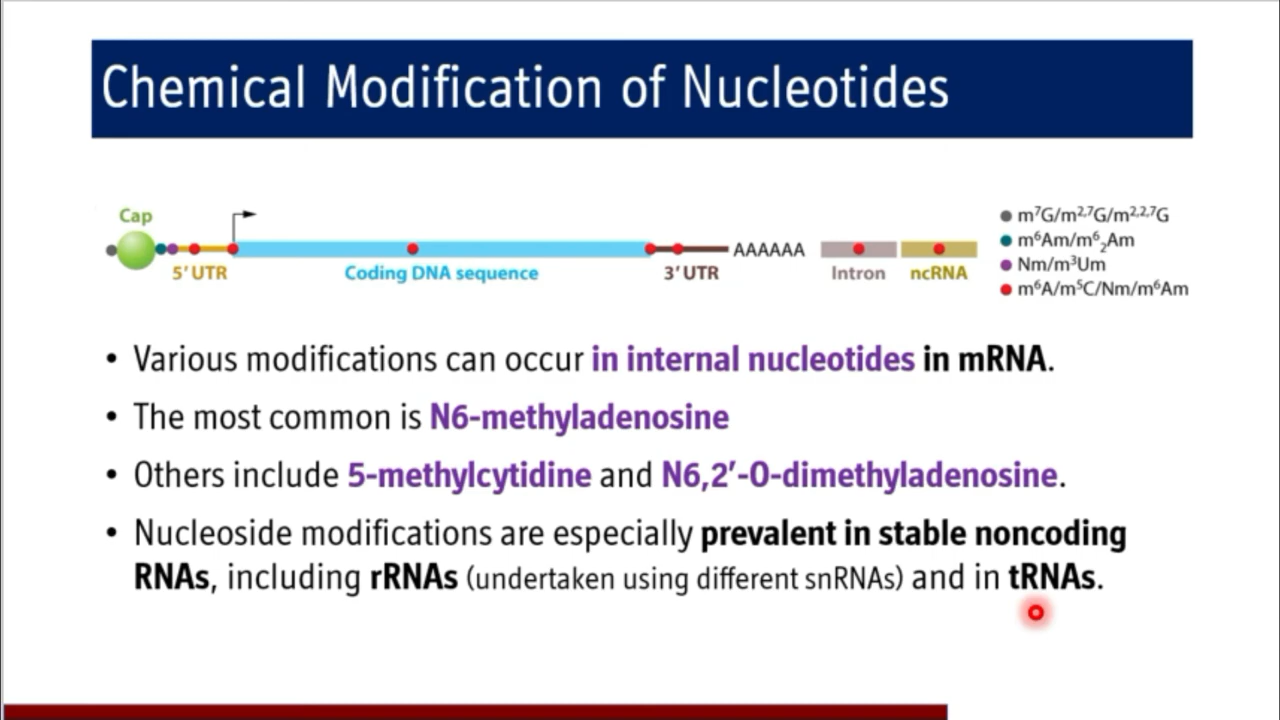 Chemical Modification of Nucleotides
Cap
5' UTR
Coding DNA sequence
3' UTR
AAAAAA
Intron
ncRNA
m⁷G/m²,⁷G/m²,²,⁷G
m⁶Am/m⁶₂Am
Nm/m³Um
m⁶A/m⁵C/Nm/m⁶Am
• Various modifications can occur in internal nucleotides in mRNA.
• The most common is N6-methyladenosine
• Others include 5-methylcytidine and N6,2′-O-dimethyladenosine.
• Nucleoside modifications are especially prevalent in stable noncoding
RNAs, including rRNAs (undertaken using different snRNAs) and in tRNAs.